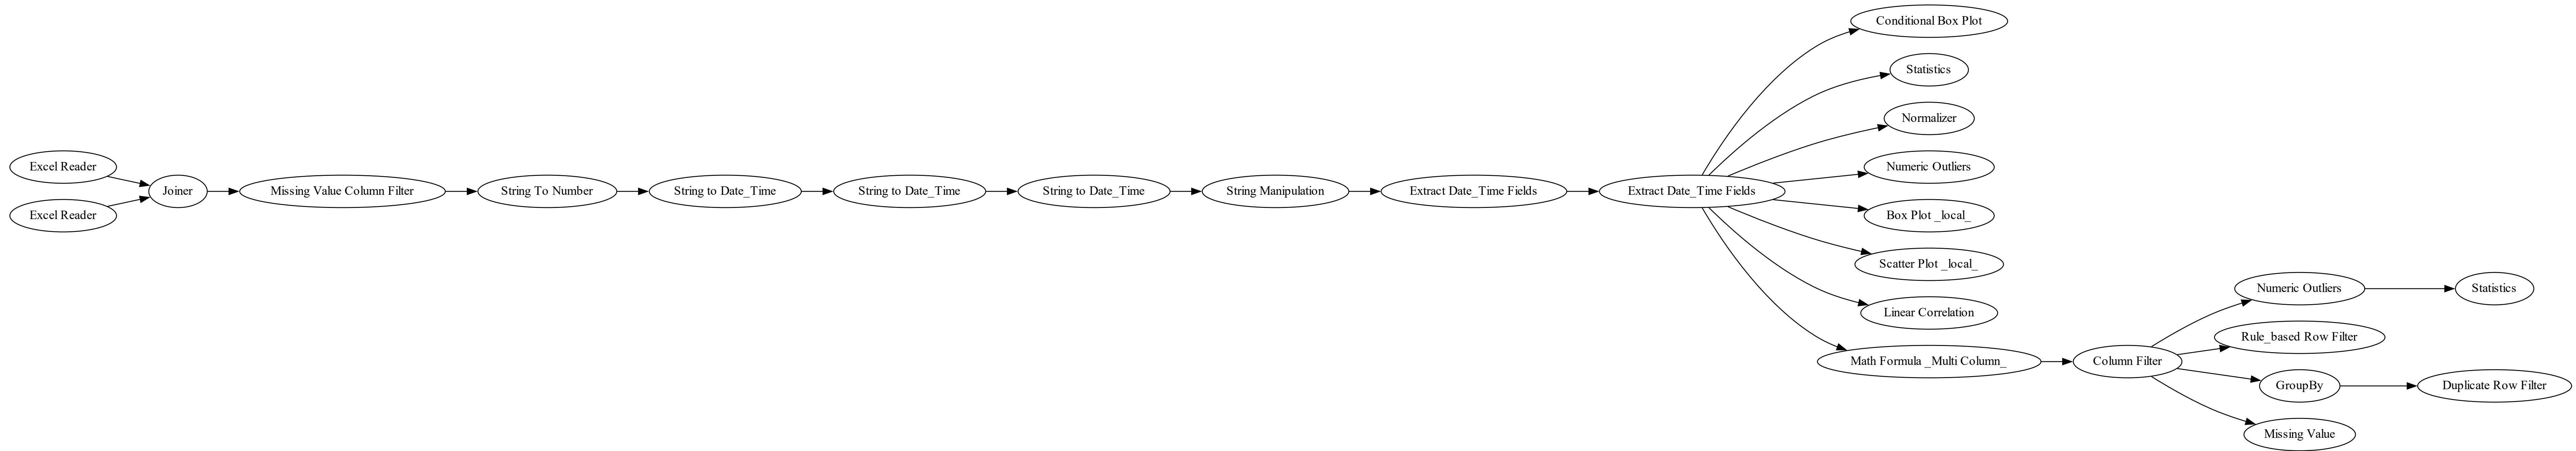 Excel Reader
Excel Reader
Joiner
Missing Value Column Filter
String To Number
String to Date_Time
String to Date_Time
String to Date_Time
String Manipulation
Extract Date_Time Fields
Extract Date_Time Fields
Conditional Box Plot
Statistics
Normalizer
Numeric Outliers
Box Plot _local_
Scatter Plot _local_
Linear Correlation
Math Formula _Multi Column_
Column Filter
Numeric Outliers
Rule_based Row Filter
GroupBy
Missing Value
Statistics
Duplicate Row Filter